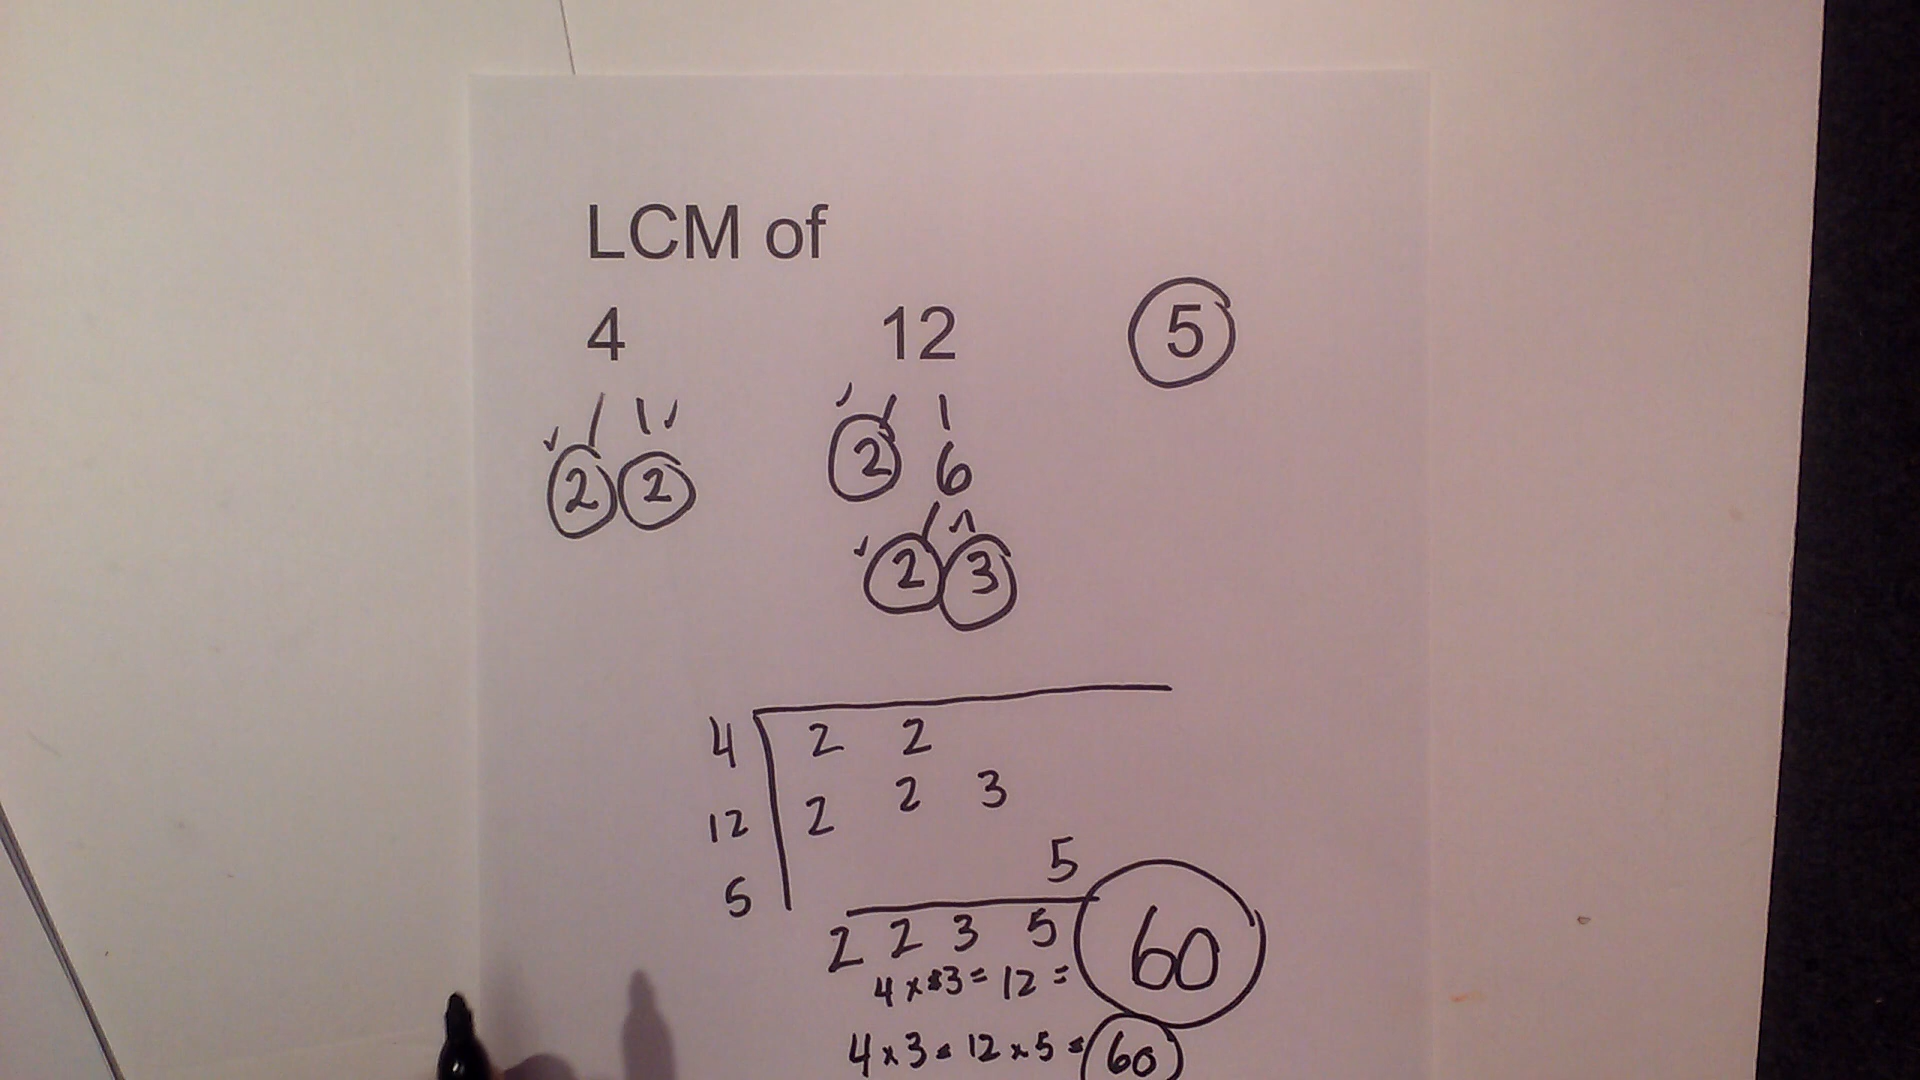 LCM of
4 12 5
2 2 2 6
2 3
4 2 2
12 2 2 3
5 5
2 2 3 5 60
4 x 3 = 12 =
4 x 3 = 12 x 5 = 60